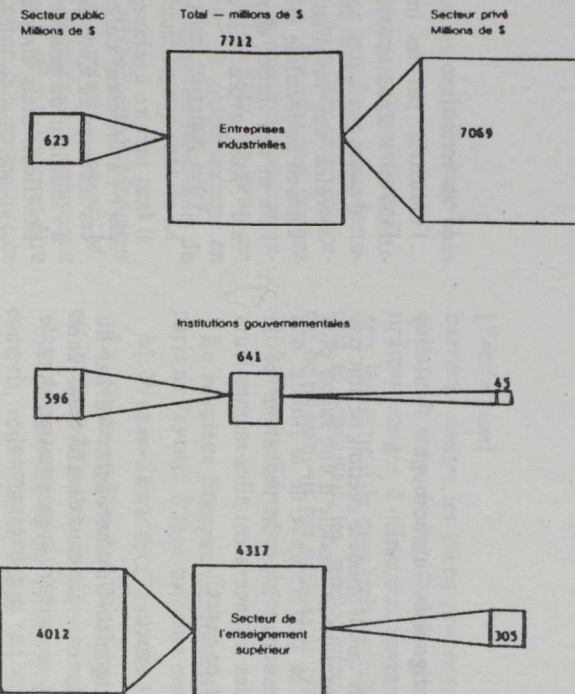 Secteur public
Millions de $
Total — millions de $
Secteur privé
Millions de $
7712
623
Entreprises
industrielles
7089
Institutions gouvernementales
641
596
45
4317
4012
Secteur de
l'enseignement
supérieur
305